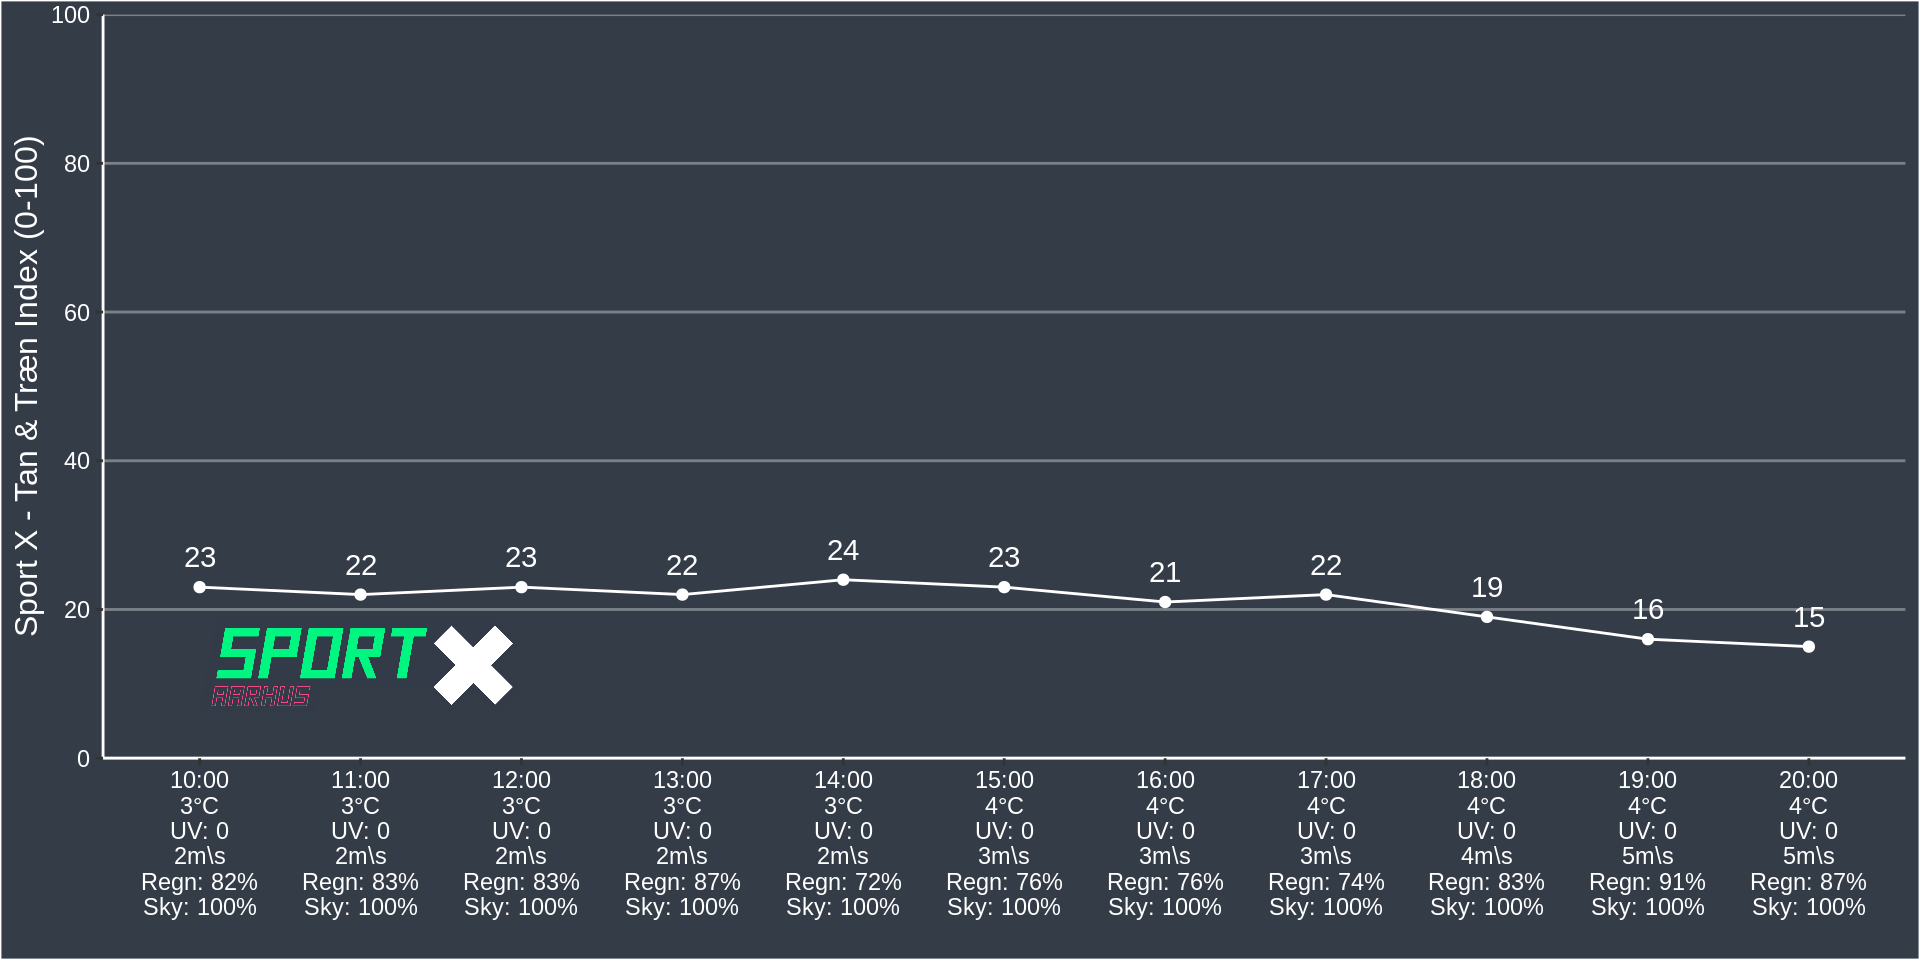 Sport X - Tan & Træn Index (0-100)
100
80
60
40
20
0
23
22
23
22
24
23
21
22
19
16
15
SPORT X
AARHUS
10:00 11:00 12:00 13:00 14:00 15:00 16:00 17:00 18:00 19:00 20:00
3°C 3°C 3°C 3°C 3°C 4°C 4°C 4°C 4°C 4°C 4°C
UV: 0 UV: 0 UV: 0 UV: 0 UV: 0 UV: 0 UV: 0 UV: 0 UV: 0 UV: 0 UV: 0
2m\s 2m\s 2m\s 2m\s 2m\s 3m\s 3m\s 3m\s 4m\s 5m\s 5m\s
Regn: 82% Regn: 83% Regn: 83% Regn: 87% Regn: 72% Regn: 76% Regn: 76% Regn: 74% Regn: 83% Regn: 91% Regn: 87%
Sky: 100% Sky: 100% Sky: 100% Sky: 100% Sky: 100% Sky: 100% Sky: 100% Sky: 100% Sky: 100% Sky: 100% Sky: 100%